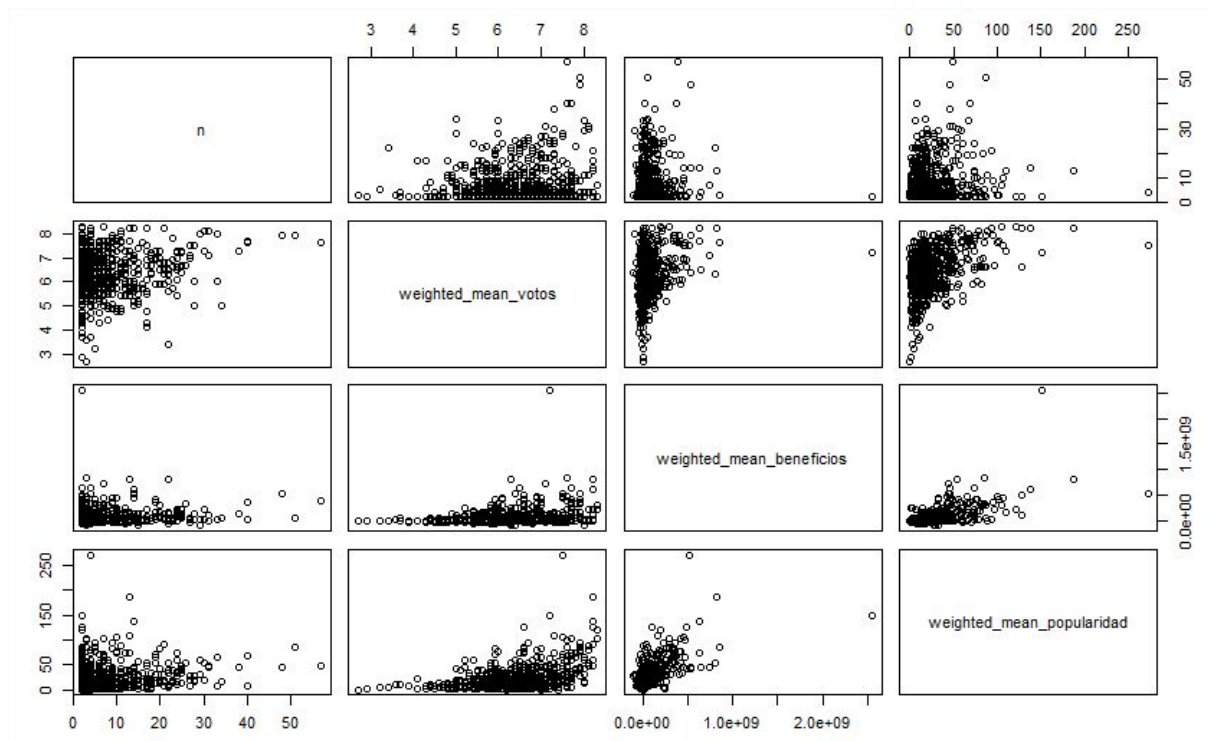 3 4 5 6 7 8
0 50 100 150 200 250
n
0 10 30 50
3 4 5 6 7 8
weighted_mean_votos
weighted_mean_beneficios
0.0e+00 1.5e+09
0 50 150 250
weighted_mean_popularidad
0 10 20 30 40 50
0.0e+00 1.0e+09 2.0e+09